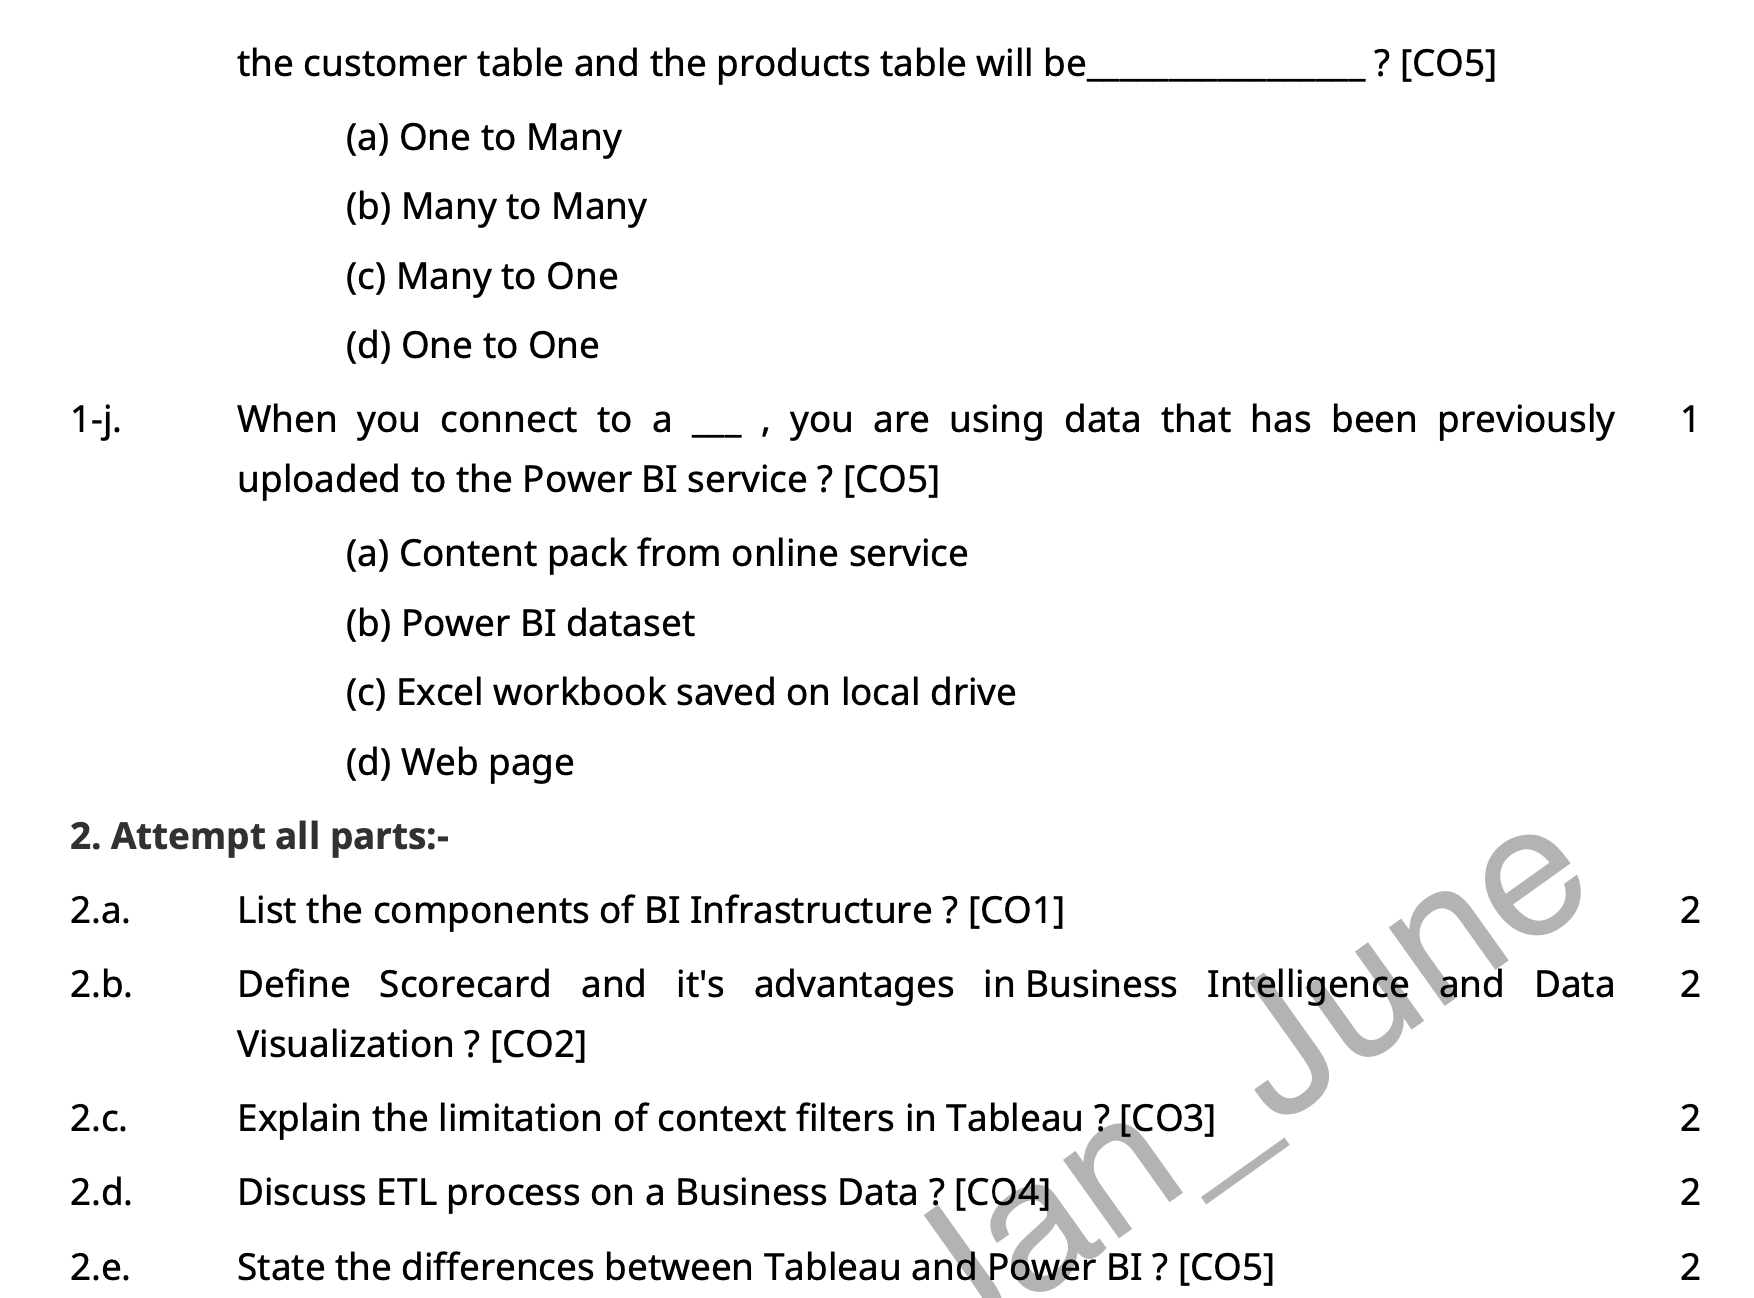 the customer table and the products table will be_________________ ? [CO5]
(a) One to Many
(b) Many to Many
(c) Many to One
(d) One to One
1-j. When you connect to a ___ , you are using data that has been previously 1
uploaded to the Power BI service ? [CO5]
(a) Content pack from online service
(b) Power BI dataset
(c) Excel workbook saved on local drive
(d) Web page
2. Attempt all parts:-
2.a. List the components of BI Infrastructure ? [CO1] 2
2.b. Define Scorecard and it's advantages in Business Intelligence and Data 2
Visualization ? [CO2]
2.c. Explain the limitation of context filters in Tableau ? [CO3] 2
2.d. Discuss ETL process on a Business Data ? [CO4] 2
2.e. State the differences between Tableau and Power BI ? [CO5] 2
Jan_June